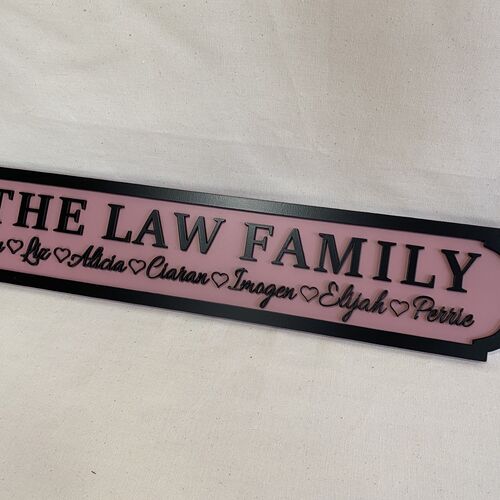 THE LAW FAMILY
♡ Liz ♡ Alicia ♡ Ciaran ♡ Imogen ♡ Elijah ♡ Perrie